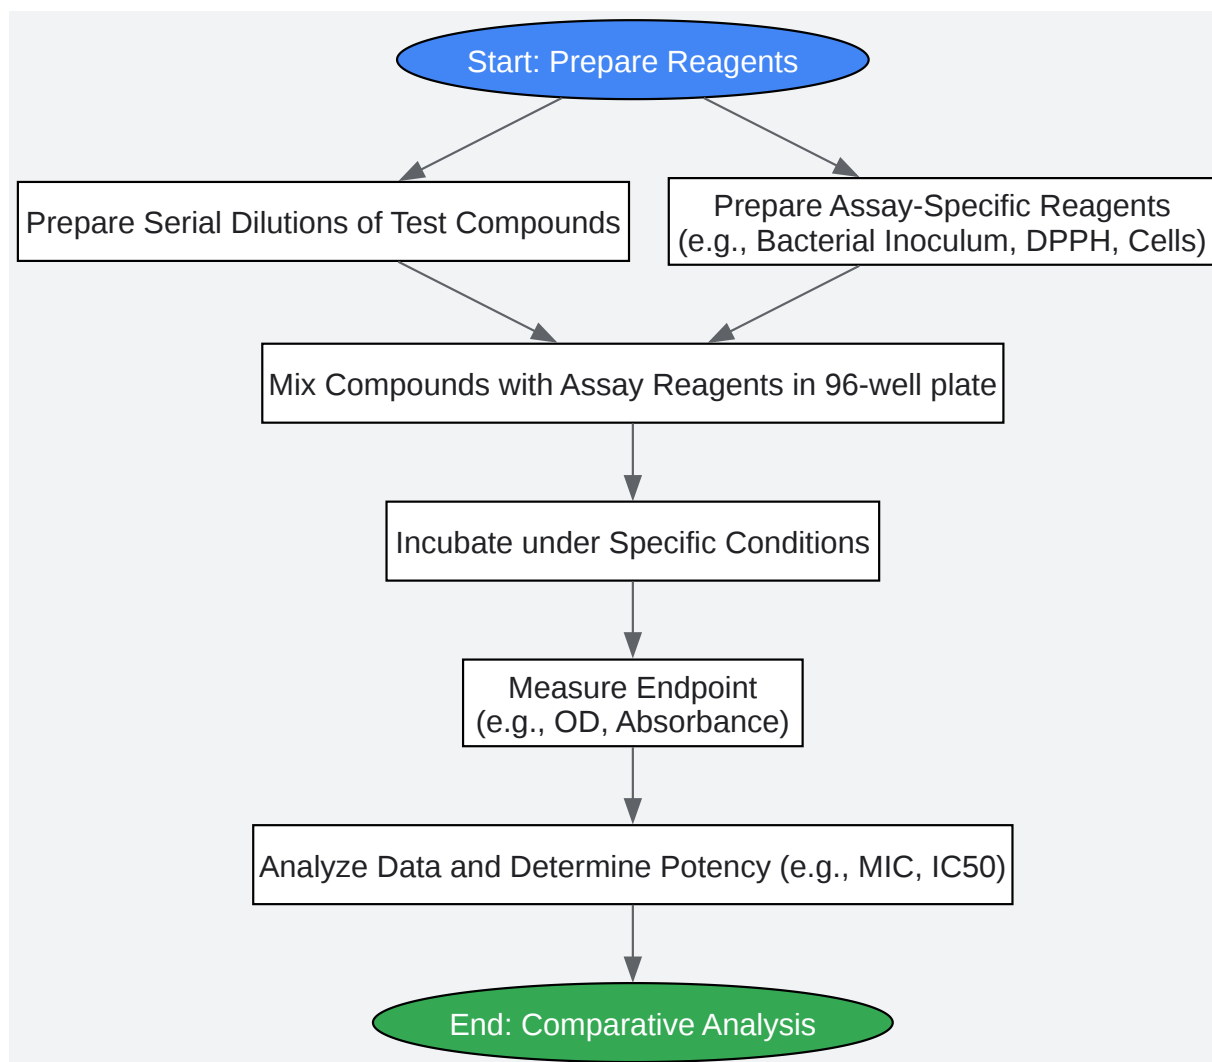 Start: Prepare Reagents
Prepare Serial Dilutions of Test Compounds
Prepare Assay-Specific Reagents
(e.g., Bacterial Inoculum, DPPH, Cells)
Mix Compounds with Assay Reagents in 96-well plate
Incubate under Specific Conditions
Measure Endpoint
(e.g., OD, Absorbance)
Analyze Data and Determine Potency (e.g., MIC, IC50)
End: Comparative Analysis